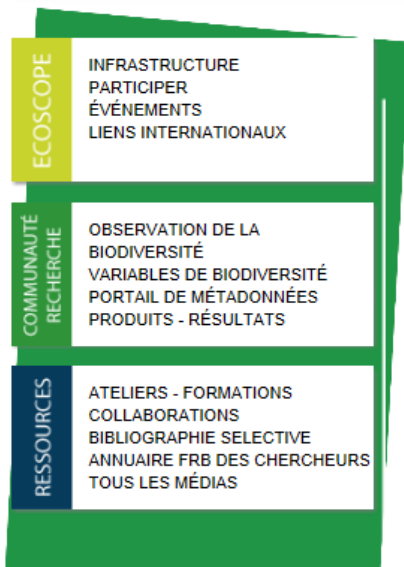 ECOSCOPE
INFRASTRUCTURE
PARTICIPER
ÉVÉNEMENTS
LIENS INTERNATIONAUX
COMMUNAUTÉ
RECHERCHE
OBSERVATION DE LA
BIODIVERSITÉ
VARIABLES DE BIODIVERSITÉ
PORTAIL DE MÉTADONNÉES
PRODUITS - RÉSULTATS
RESSOURCES
ATELIERS - FORMATIONS
COLLABORATIONS
BIBLIOGRAPHIE SELECTIVE
ANNUAIRE FRB DES CHERCHEURS
TOUS LES MÉDIAS